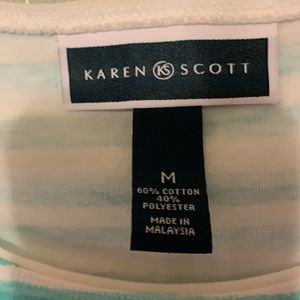 KAREN KS SCOTT
M
60% COTTON
40%
POLYESTER
MADE IN
MALAYSIA